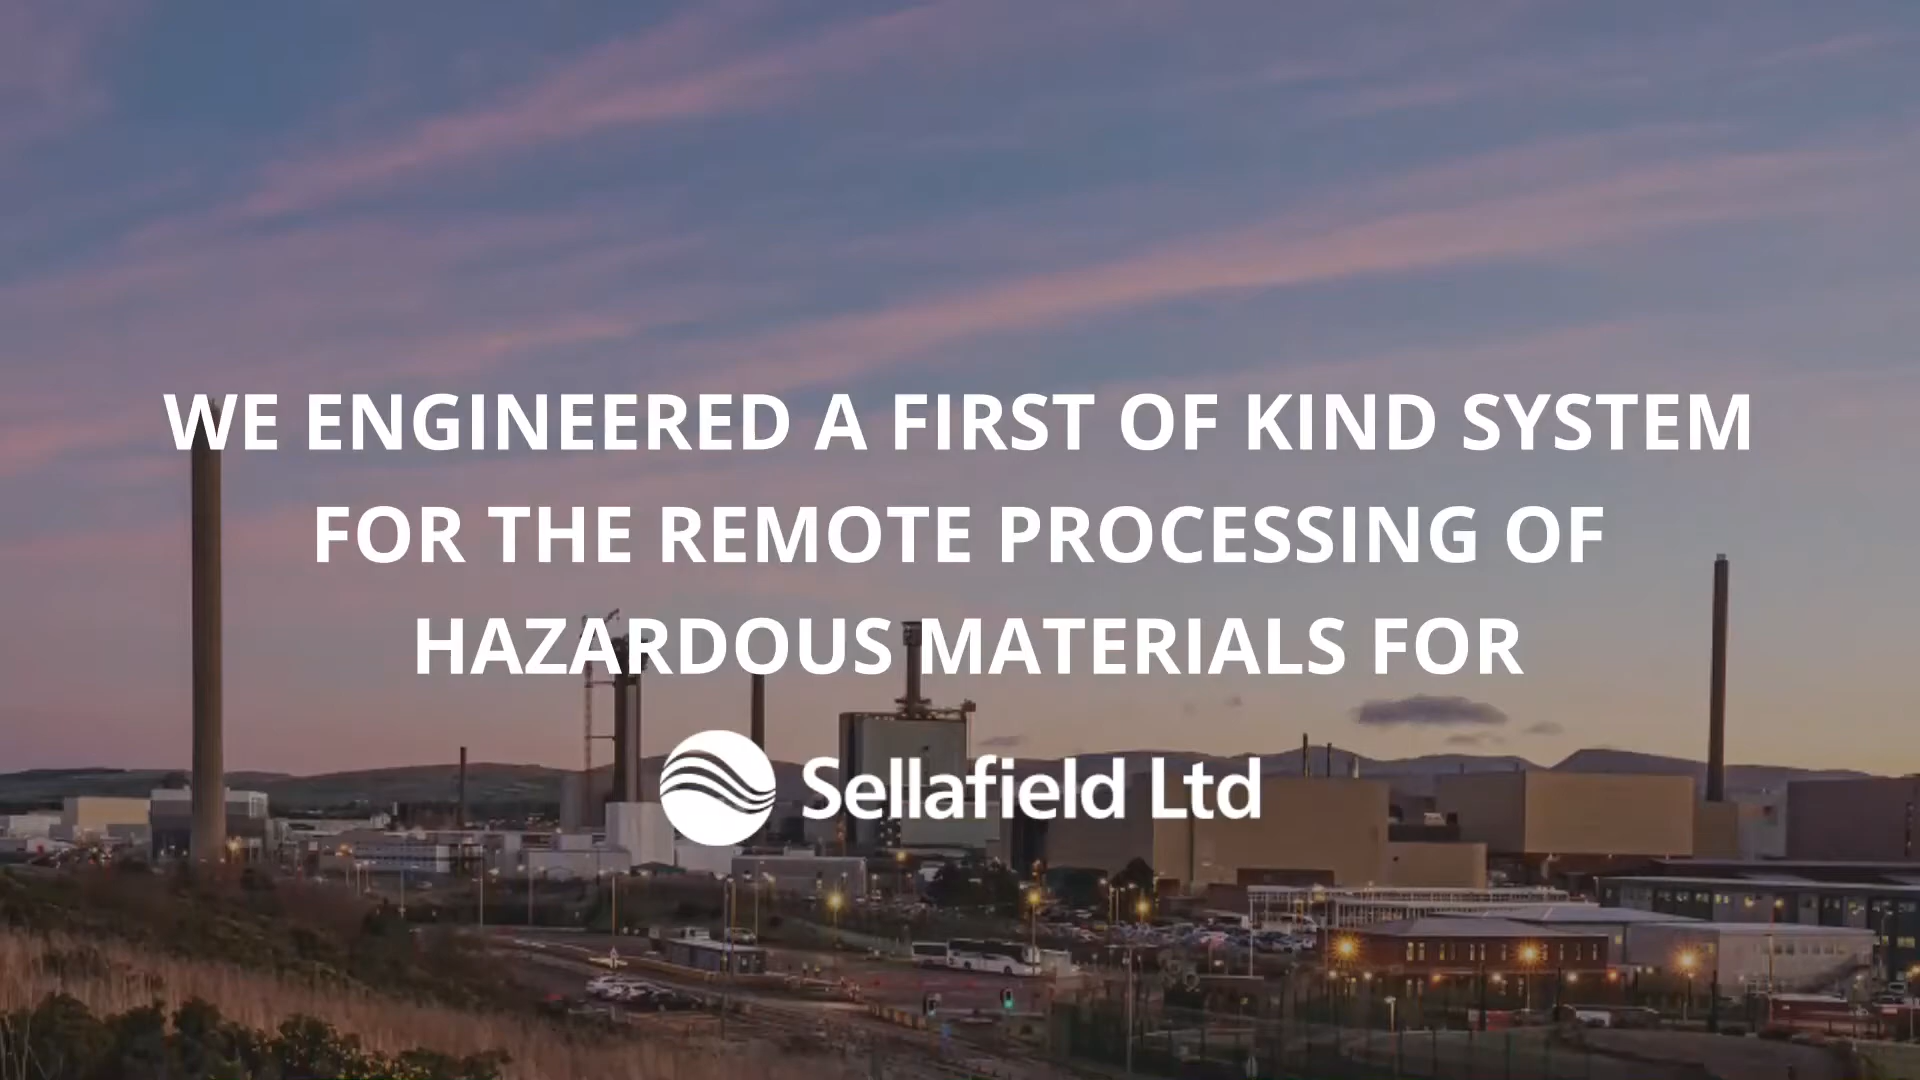 WE ENGINEERED A FIRST OF KIND SYSTEM
FOR THE REMOTE PROCESSING OF
HAZARDOUS MATERIALS FOR
Sellafield Ltd